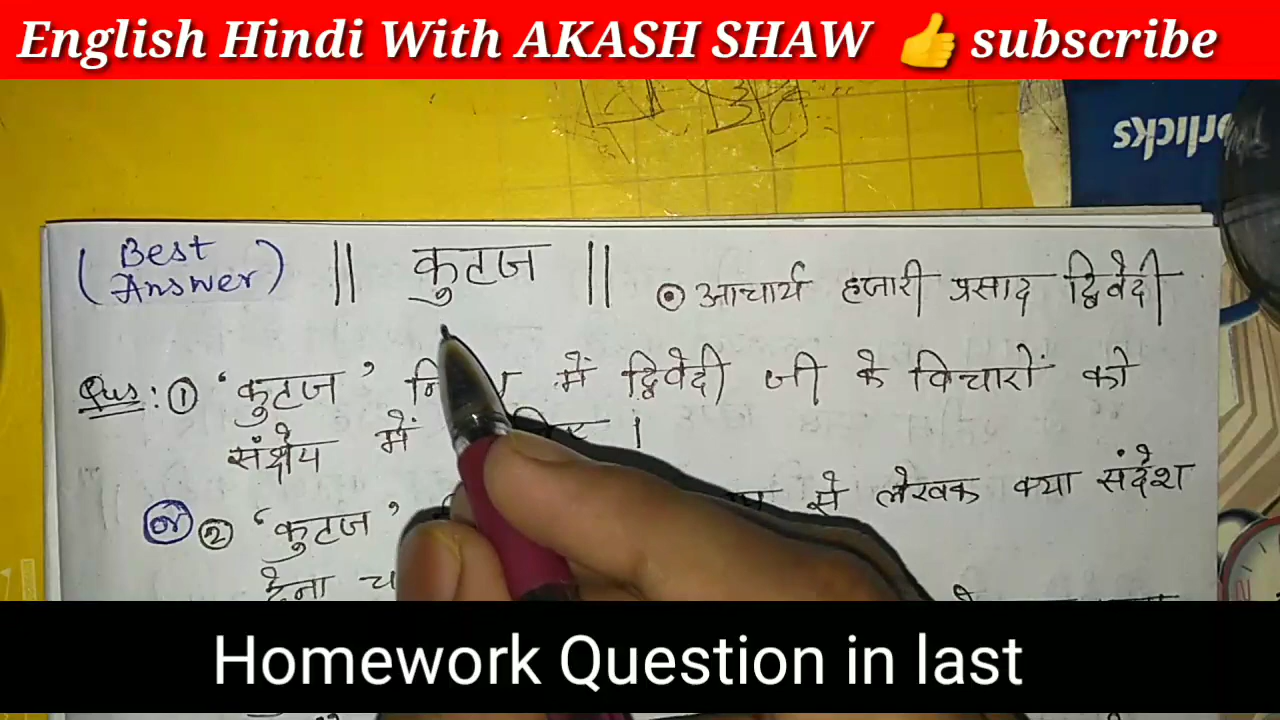 English Hindi With AKASH SHAW 👍 subscribe
rlicks
(Best Answer) || कुटज || ⊙ आचार्य हजारी प्रसाद द्विवेदी
Qus: ① 'कुटज' में द्विवेदी जी के विचारों को
संक्षेय में ।
or ② 'कुटज' से लेखक क्या संदेश
देना
Homework Question in last